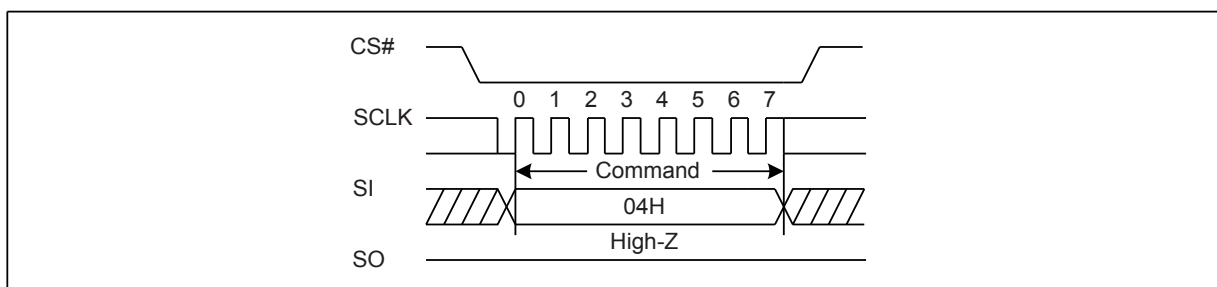 CS#
0 1 2 3 4 5 6 7
SCLK
Command
SI
04H
High-Z
SO